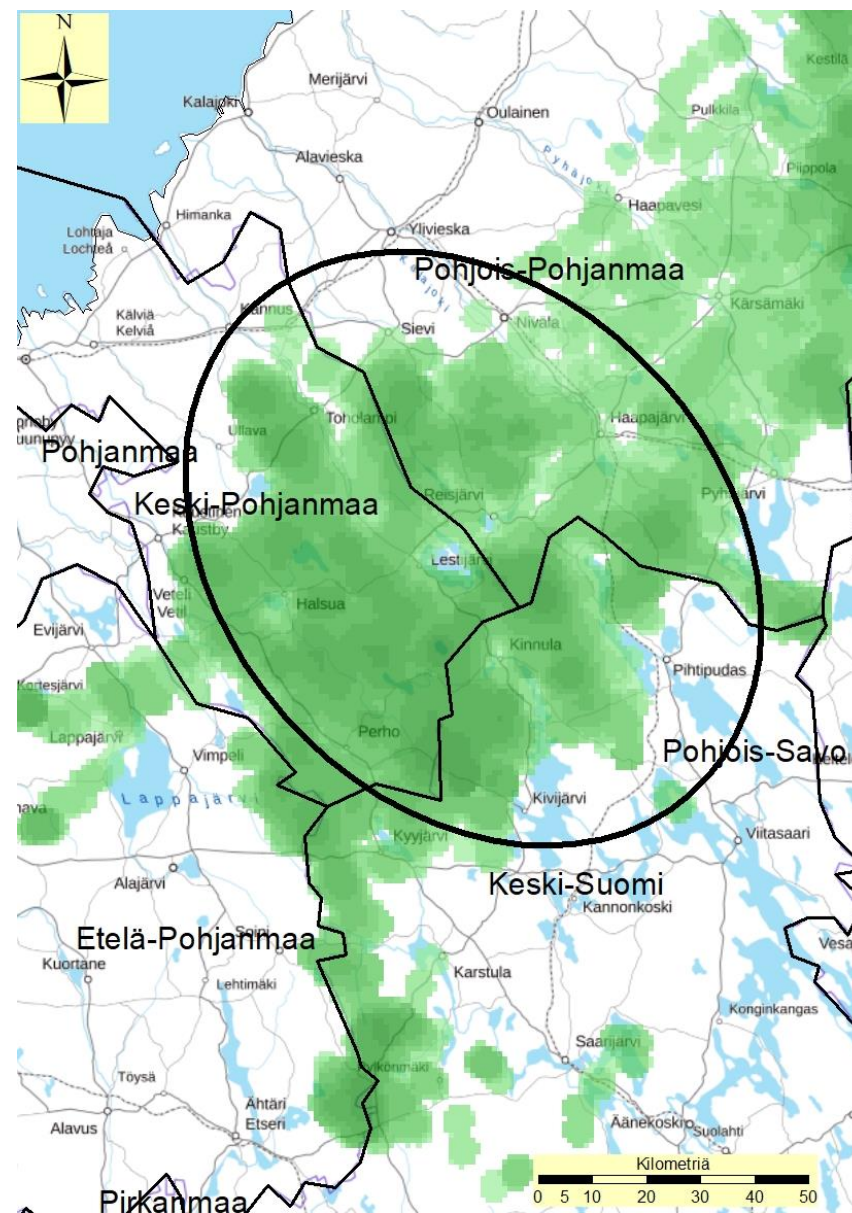 N
Kestilä
Merijärvi
Kalajoki
Oulainen
Pulkkila
Alavieska
Pyhäjoki
Piippola
Haapavesi
Himanka
Lohtaja
Lochteå
Ylivieska
Kalajoki
Pohjois-Pohjanmaa
Kärsämäki
Kälviä
Kelviå
Kannus
Sievi
Nivala
Ullava
Toholampi
Haapajärvi
Pohjanmaa
Keski-Pohjanmaa
Reisjärvi
Pyhäjärvi
Kaustby
Lestijärvi
Veteli
Vetil
Halsua
Evijärvi
Kinnula
Pihtipudas
Kortesjärvi
Perho
Lappajärvi
Vimpeli
Pohjois-Savo
Lappajärvi
Kivijärvi
Kyyjärvi
Viitasaari
Alajärvi
Keski-Suomi
Kannonkoski
Etelä-Pohjanmaa
Soini
Vesa
Kuortane
Karstula
Lehtimäki
Konginkangas
Saarijärvi
Pylkönmäki
Töysä
Ähtäri
Etseri
Alavus
Äänekoski
Suolahti
Kilometriä
0 5 10 20 30 40 50
Pirkanmaa